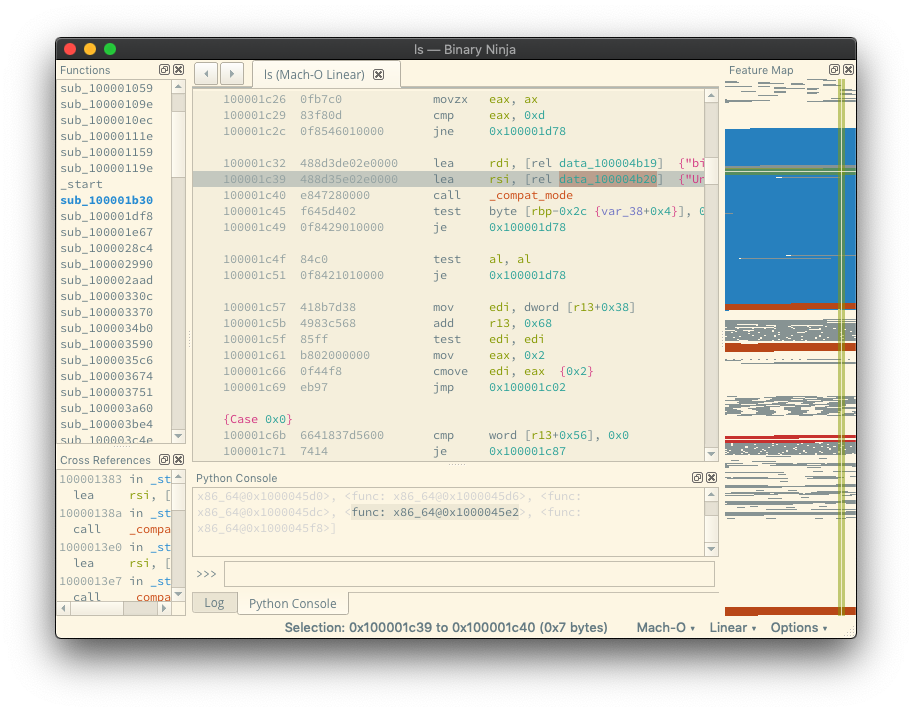 ls — Binary Ninja
Functions
sub_100001059
sub_10000109e
sub_1000010ec
sub_10000111e
sub_100001159
sub_10000119e
_start
sub_100001b30
sub_100001df8
sub_100001e67
sub_1000028c4
sub_100002990
sub_100002aad
sub_10000330c
sub_100003370
sub_1000034b0
sub_100003590
sub_1000035c6
sub_100003674
sub_100003751
sub_100003a60
sub_100003be4
sub_100003c4e
Cross References
100001383 in _st
lea rsi, [
10000138a in _st
call _compa
1000013e0 in _st
lea rsi, [
1000013e7 in _st
call _compa
ls (Mach-O Linear)
100001c26 0fb7c0 movzx eax, ax
100001c29 83f80d cmp eax, 0xd
100001c2c 0f8546010000 jne 0x100001d78
100001c32 488d3de02e0000 lea rdi, [rel data_100004b19] {"bi
100001c39 488d35e02e0000 lea rsi, [rel data_100004b20] {"Un
100001c40 e847280000 call _compat_mode
100001c45 f645d402 test byte [rbp-0x2c {var_38+0x4}], 0
100001c49 0f8429010000 je 0x100001d78
100001c4f 84c0 test al, al
100001c51 0f8421010000 je 0x100001d78
100001c57 418b7d38 mov edi, dword [r13+0x38]
100001c5b 4983c568 add r13, 0x68
100001c5f 85ff test edi, edi
100001c61 b802000000 mov eax, 0x2
100001c66 0f44f8 cmove edi, eax {0x2}
100001c69 eb97 jmp 0x100001c02
{Case 0x0}
100001c6b 6641837d5600 cmp word [r13+0x56], 0x0
100001c71 7414 je 0x100001c87
Python Console
x86_64@0x1000045d0>, <func: x86_64@0x1000045d6>, <func:
x86_64@0x1000045dc>, <func: x86_64@0x1000045e2>, <func:
x86_64@0x1000045f8>]
>>>
Log Python Console
Feature Map
Selection: 0x100001c39 to 0x100001c40 (0x7 bytes) Mach-O Linear Options